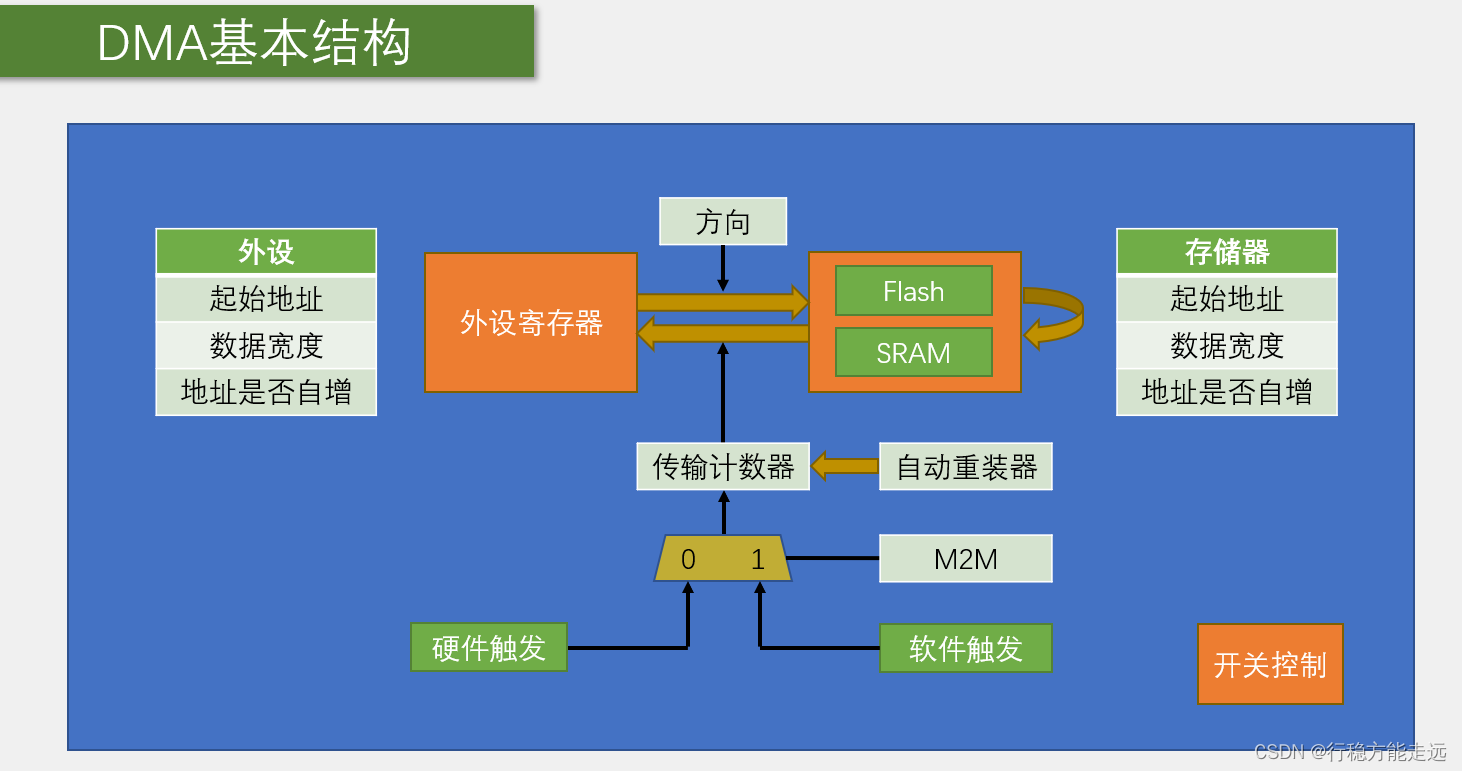 DMA基本结构
方向
外设
起始地址
数据宽度
地址是否自增
外设寄存器
Flash
SRAM
存储器
起始地址
数据宽度
地址是否自增
传输计数器
自动重装器
0 1
M2M
硬件触发
软件触发
开关控制
CSDN @行稳方能走远